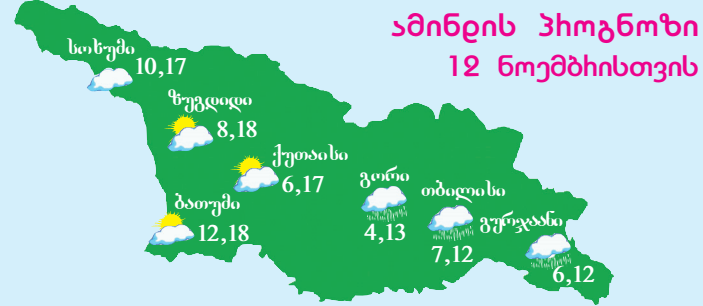 ამინდის პროგნოზი
12 ნოემბრისთვის
სოხუმი
10,17
ზუგდიდი
8,18
ქუთაისი
6,17
გორი
4,13
თბილისი
7,12
გურჯაანი
6,12
ბათუმი
12,18